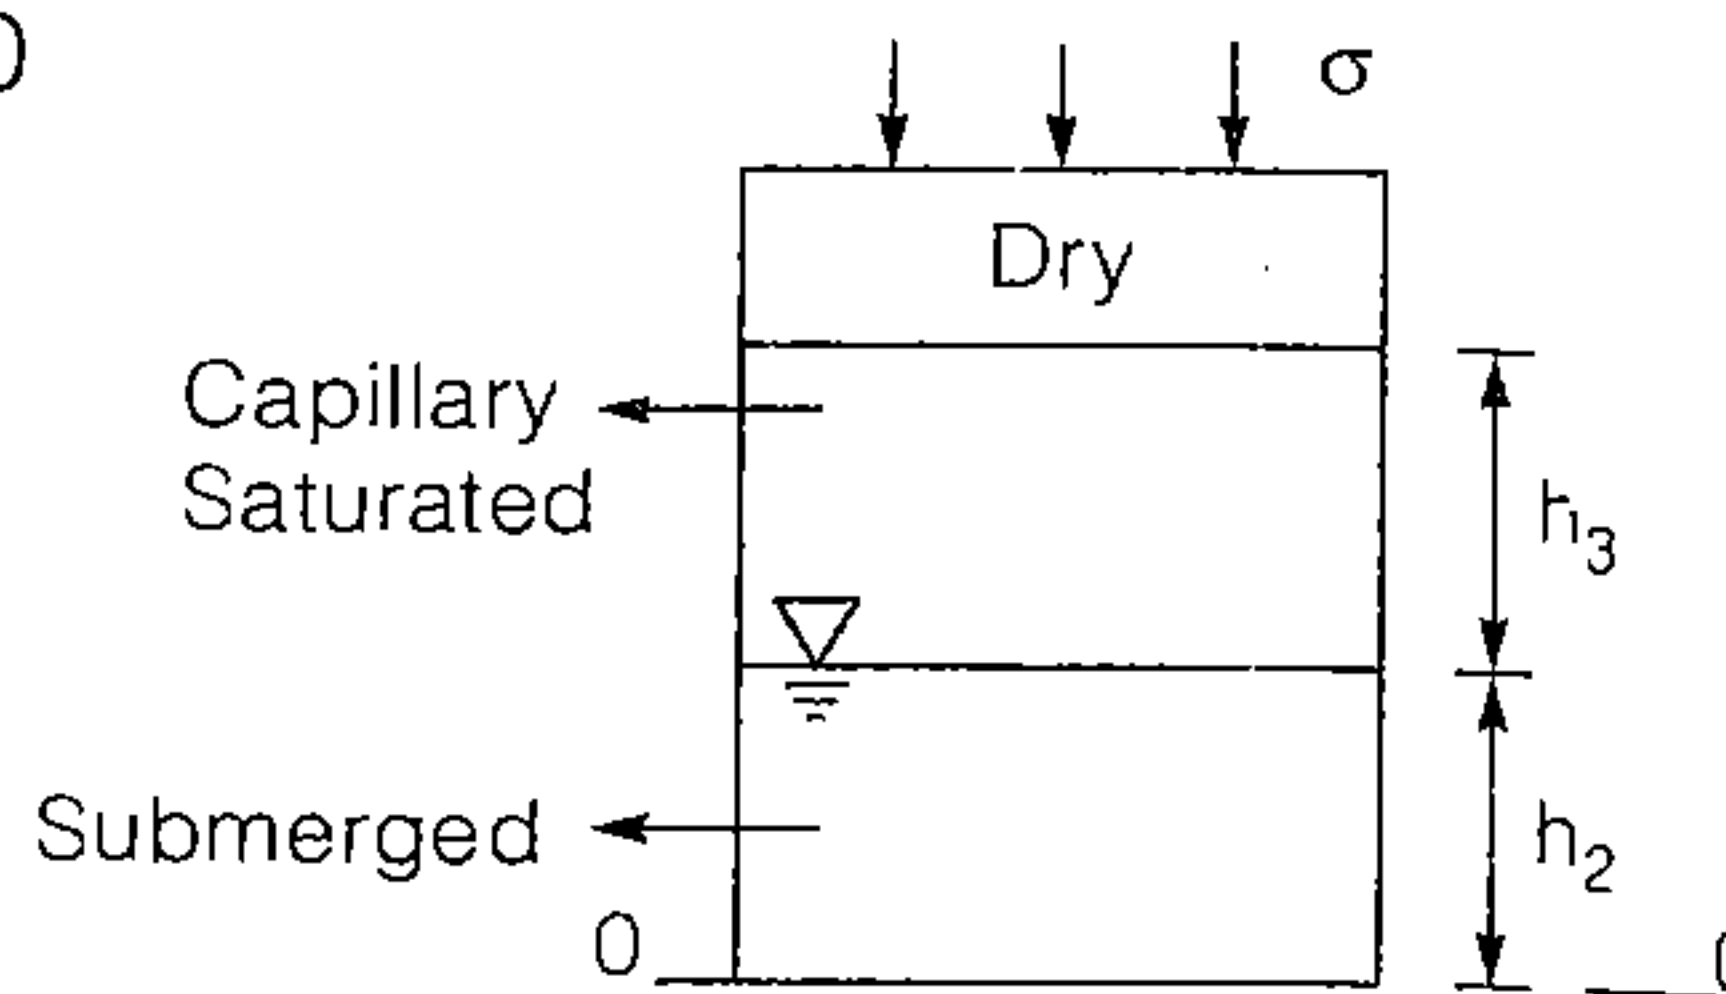 )
σ
Dry
Capillary
Saturated
h₃
Submerged
h₂
0